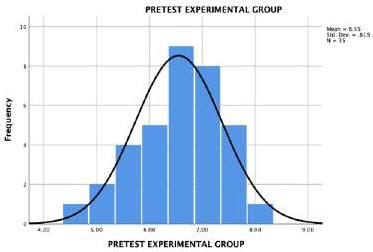 PRETEST EXPERIMENTAL GROUP
Mean = 6.55
Std. Dev. = .819
N = 35
10
8
6
4
2
0
Frequency
4.00 5.00 6.00 7.00 8.00 9.00
PRETEST EXPERIMENTAL GROUP